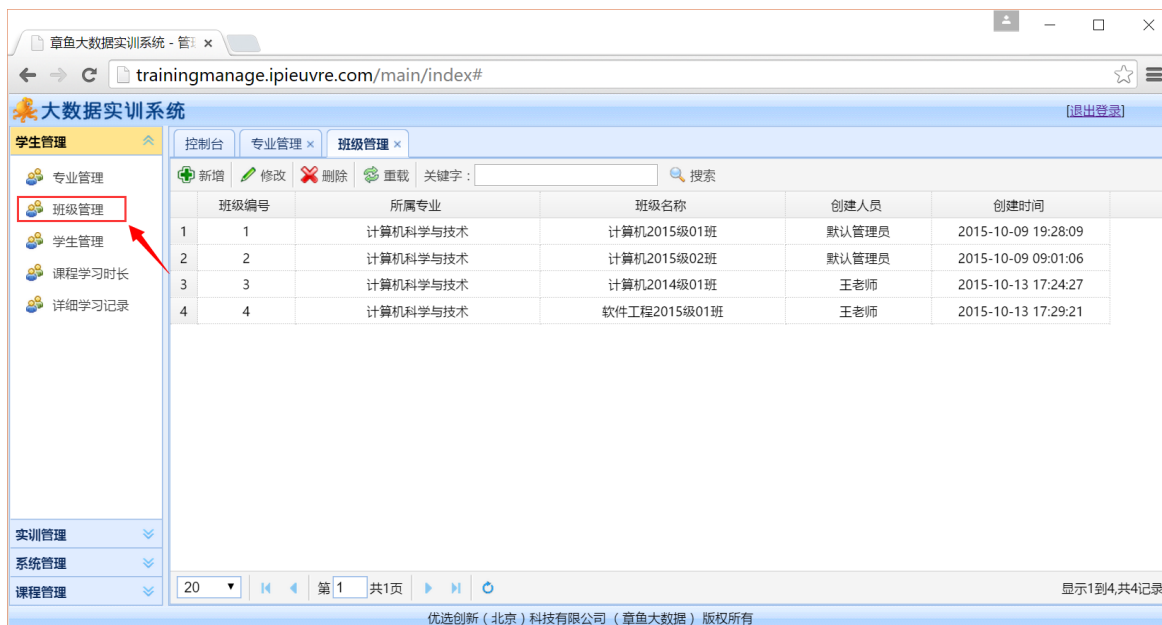 章鱼大数据实训系统 - 管
trainingmanage.ipieuvre.com/main/index#
大数据实训系统 [退出登录]
学生管理
专业管理
班级管理
学生管理
课程学习时长
详细学习记录
实训管理
系统管理
课程管理
控制台 专业管理 班级管理
新增 修改 删除 重载 关键字: 搜索
班级编号 所属专业 班级名称 创建人员 创建时间
1 1 计算机科学与技术 计算机2015级01班 默认管理员 2015-10-09 19:28:09
2 2 计算机科学与技术 计算机2015级02班 默认管理员 2015-10-09 09:01:06
3 3 计算机科学与技术 计算机2014级01班 王老师 2015-10-13 17:24:27
4 4 计算机科学与技术 软件工程2015级01班 王老师 2015-10-13 17:29:21
20 第 1 共1页 显示1到4,共4记录
优选创新(北京)科技有限公司(章鱼大数据) 版权所有